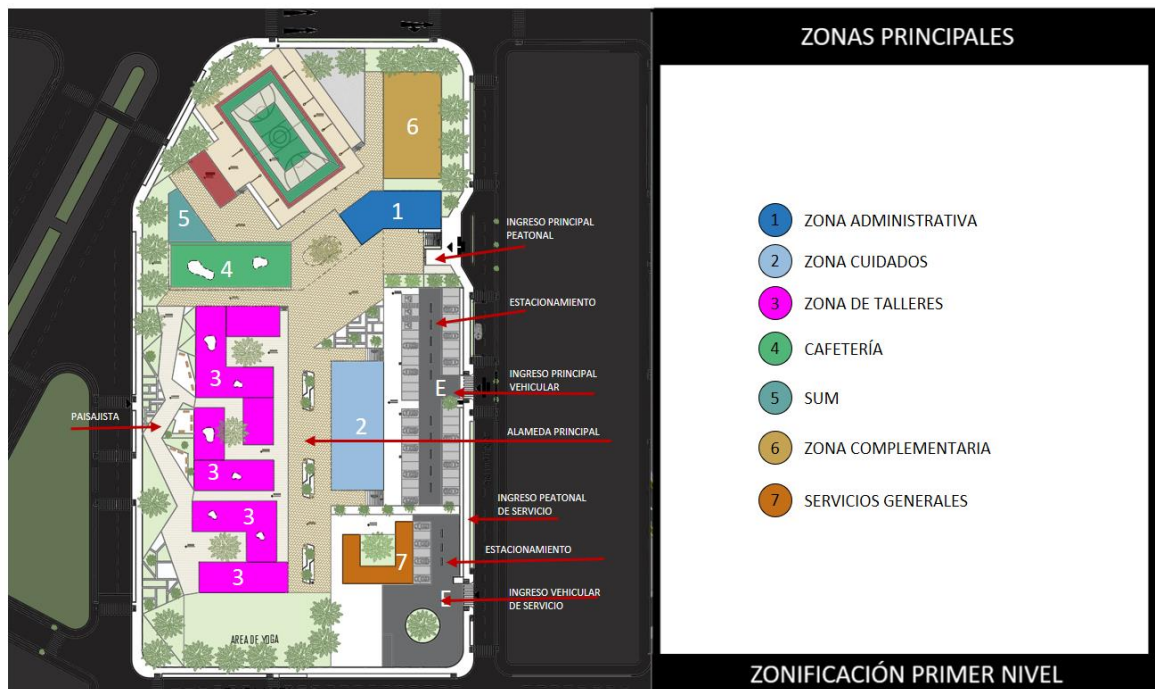 ZONAS PRINCIPALES
6
1
5
4
INGRESO PRINCIPAL
PEATONAL
ESTACIONAMIENTO
3
INGRESO PRINCIPAL
VEHICULAR
E
PAISAJISTA
2
ALAMEDA PRINCIPAL
3
INGRESO PEATONAL
DE SERVICIO
3
ESTACIONAMIENTO
7
3
INGRESO VEHICULAR
DE SERVICIO
E
AREA DE YOGA
1 ZONA ADMINISTRATIVA
2 ZONA CUIDADOS
3 ZONA DE TALLERES
4 CAFETERÍA
5 SUM
6 ZONA COMPLEMENTARIA
7 SERVICIOS GENERALES
ZONIFICACIÓN PRIMER NIVEL